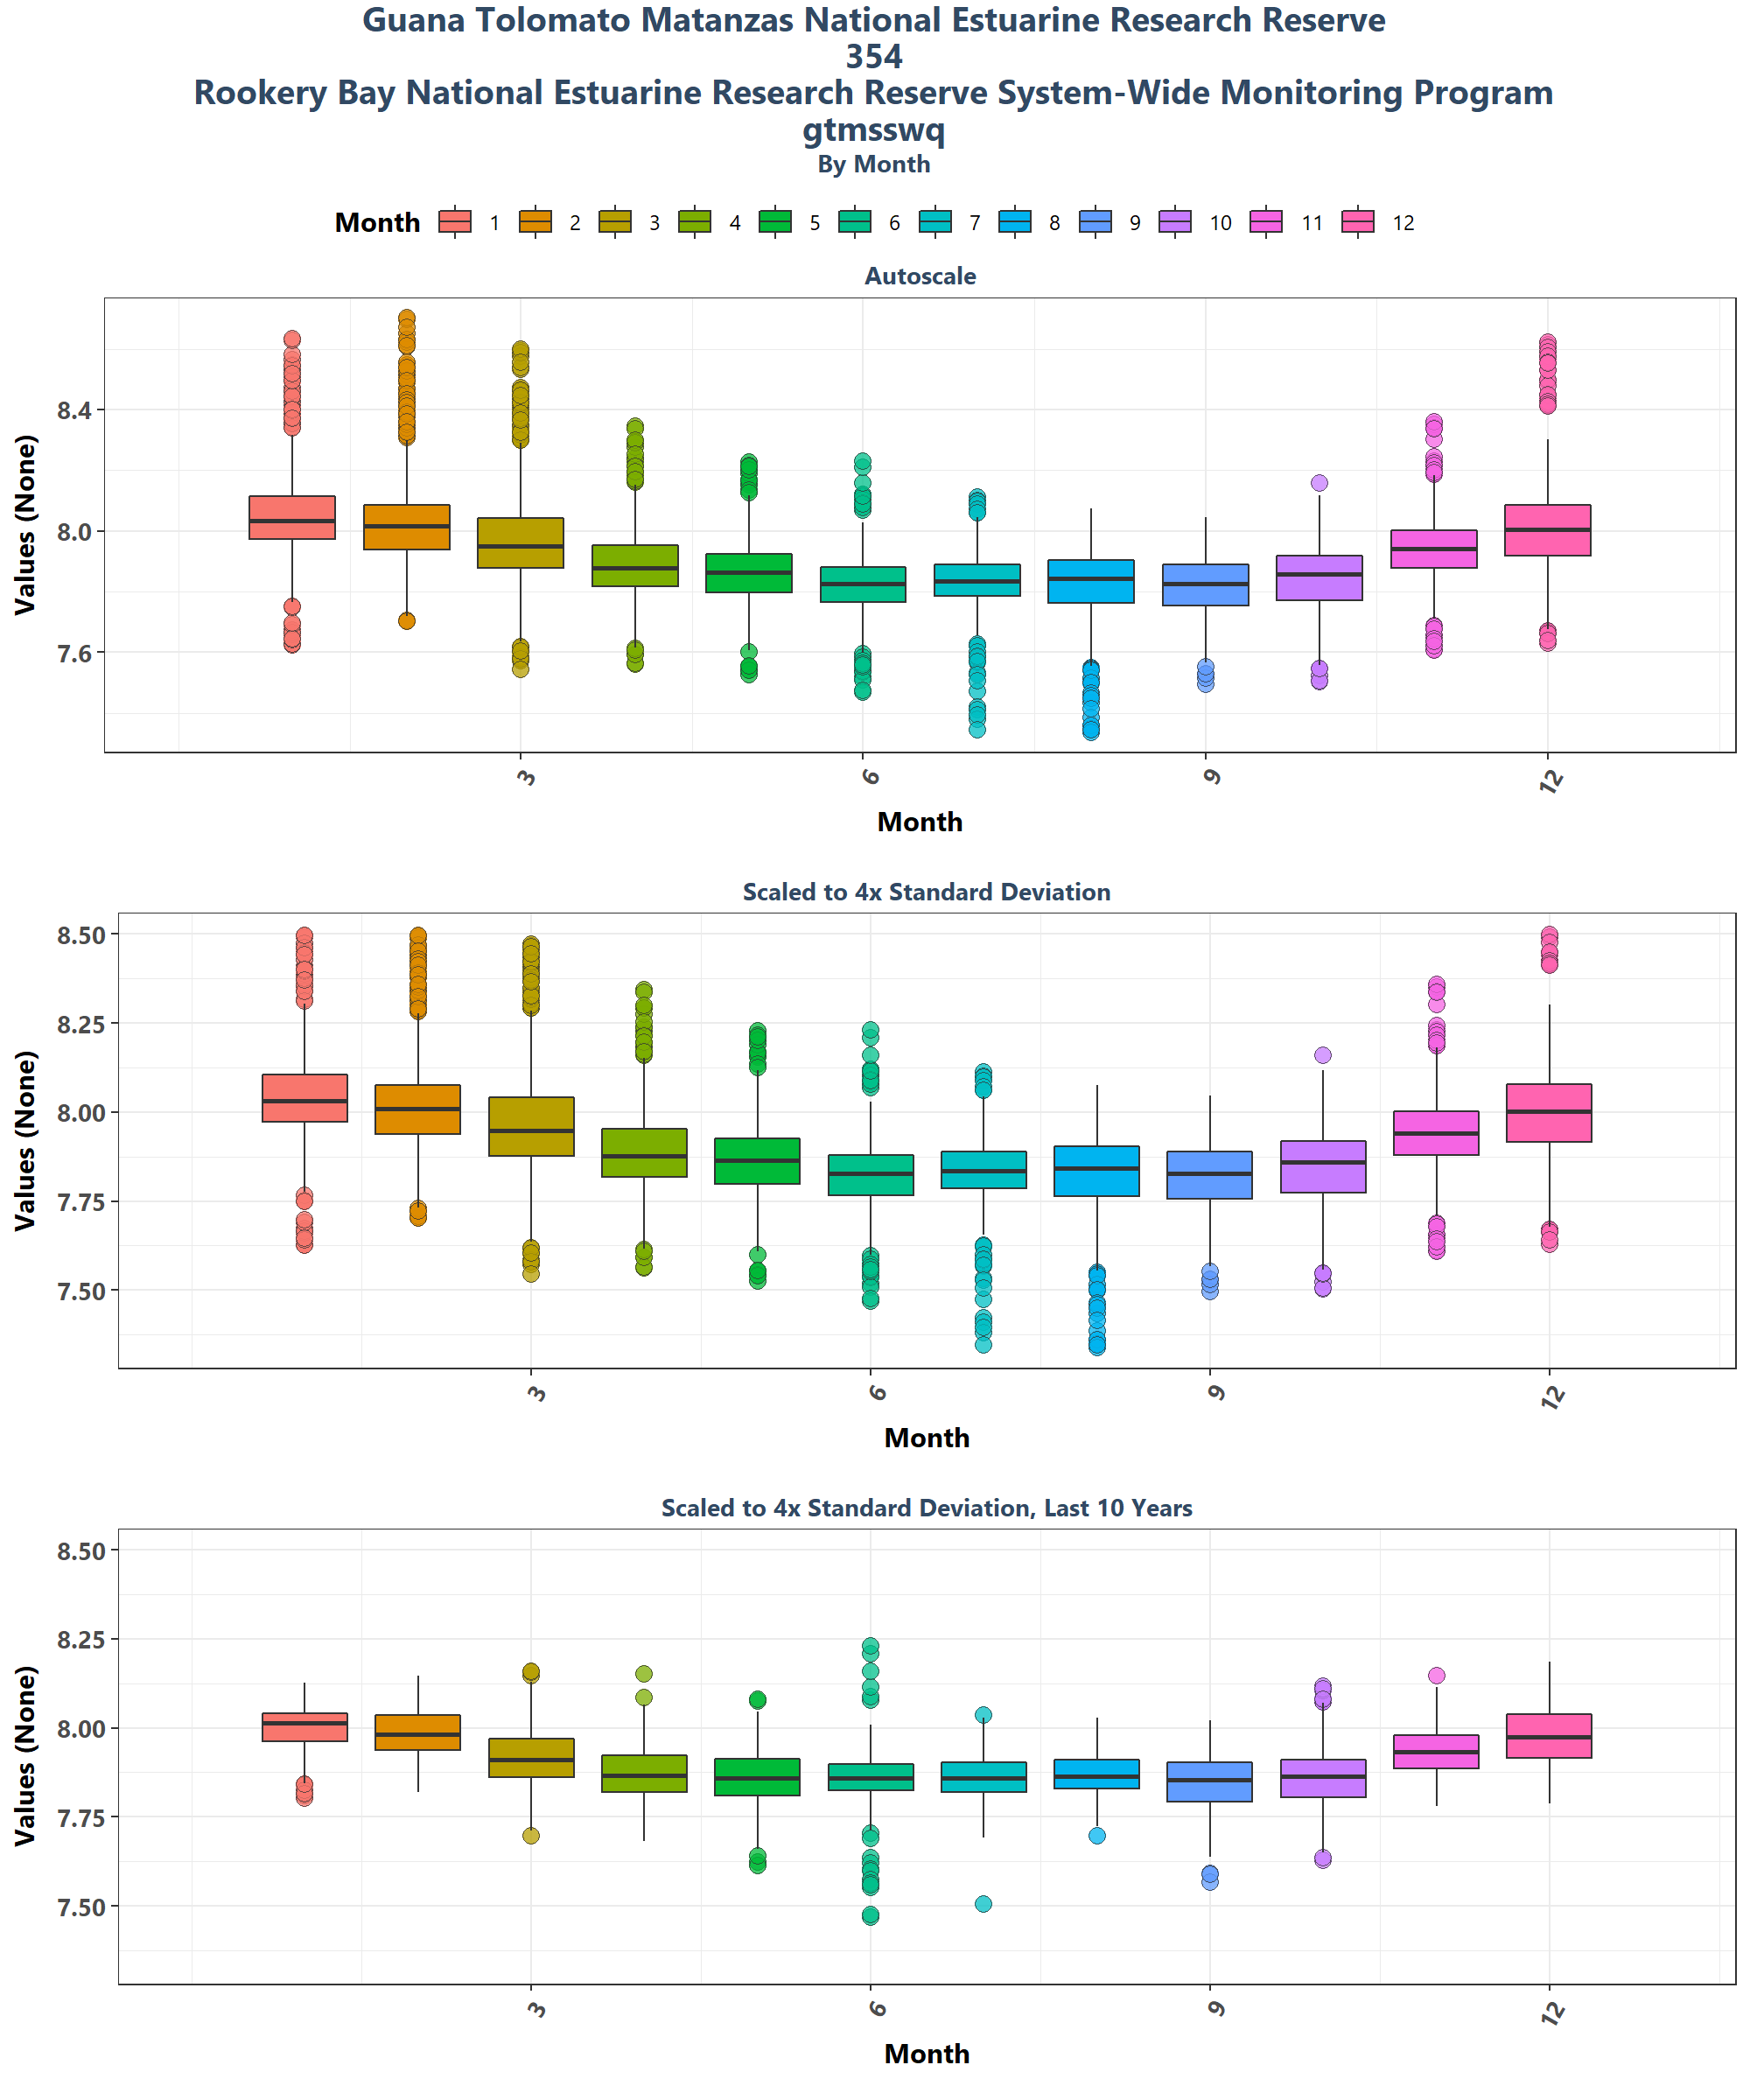 Guana Tolomato Matanzas National Estuarine Research Reserve
354
Rookery Bay National Estuarine Research Reserve System-Wide Monitoring Program
gtmsswq
By Month
Month 1 2 3 4 5 6 7 8 9 10 11 12
Autoscale
Values (None)
8.4
8.0
7.6
3 6 9 12
Month
Scaled to 4x Standard Deviation
Values (None)
8.50
8.25
8.00
7.75
7.50
3 6 9 12
Month
Scaled to 4x Standard Deviation, Last 10 Years
Values (None)
8.50
8.25
8.00
7.75
7.50
3 6 9 12
Month